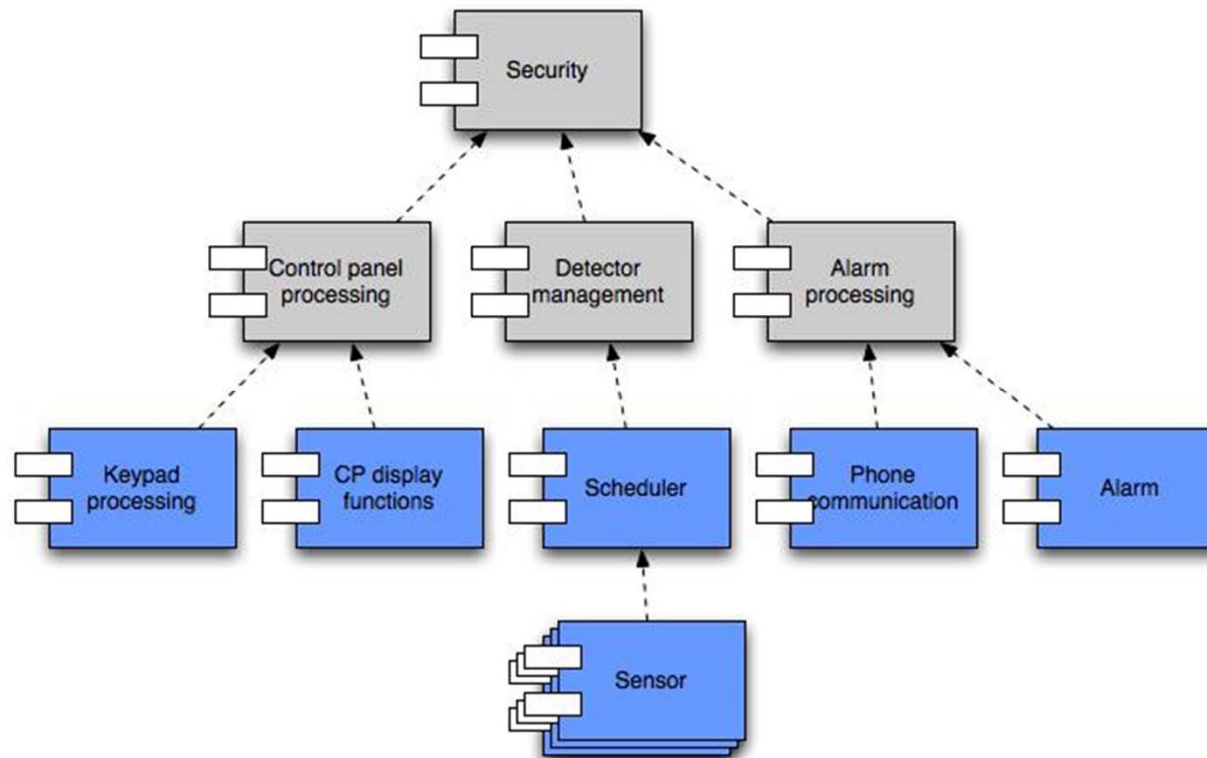 Security
Control panel
processing
Detector
management
Alarm
processing
Keypad
processing
CP display
functions
Scheduler
Phone
communication
Alarm
Sensor